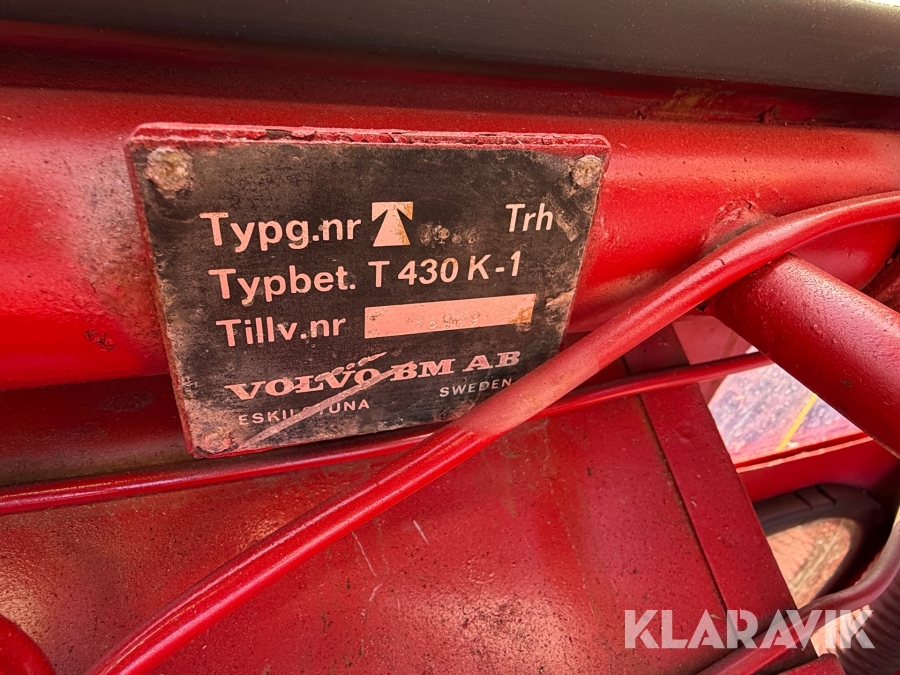 Typg.nr T Trh
Typbet. T 430 K-1
Tillv.nr
VOLVO BM AB
ESKILSTUNA SWEDEN
KLARAVIK